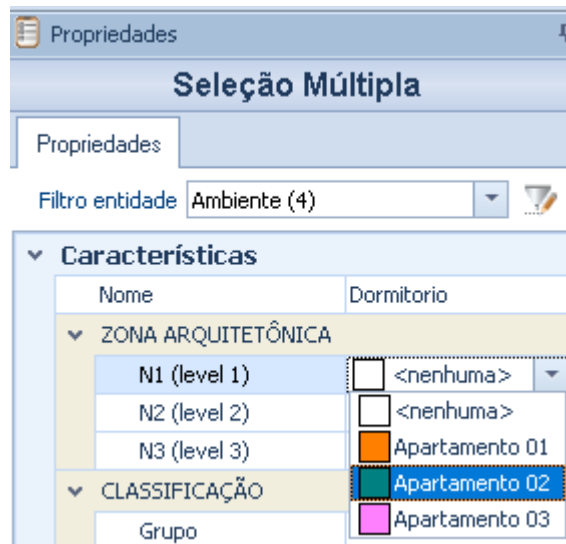 Propriedades
Seleção Múltipla
Propriedades
Filtro entidade Ambiente (4)
Características
Nome Dormitorio
ZONA ARQUITETÔNICA
N1 (level 1) <nenhuma>
N2 (level 2) <nenhuma>
N3 (level 3) Apartamento 01
CLASSIFICAÇÃO Apartamento 02
Grupo Apartamento 03